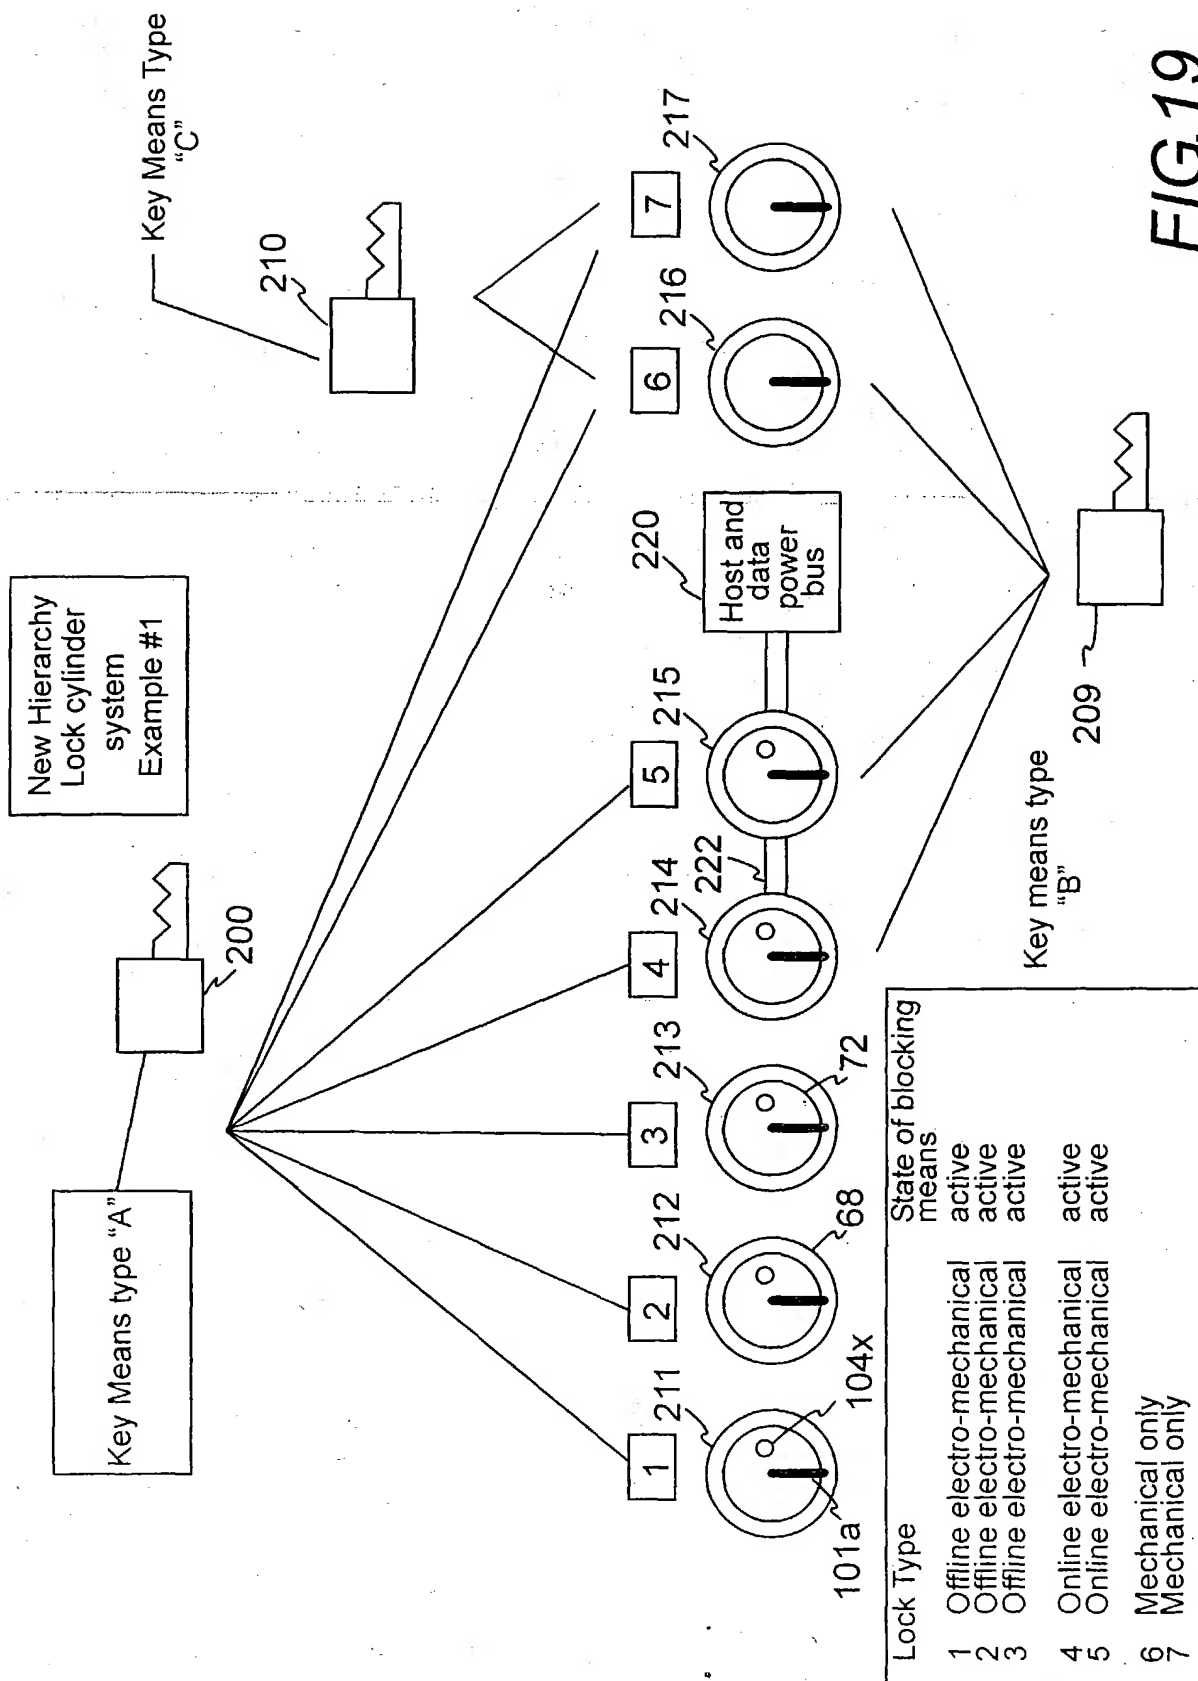 New Hierarchy
Lock cylinder
system
Example #1
Key Means type "A"
200
Key Means Type
"C"
210
1
2
3
4
5
6
7
211
212
213
214
215
216
217
222
220
Host and
data
power
bus
101a
104x
68
72
Key means type
"B"
209
Lock Type State of blocking
means
1 Offline electro-mechanical active
2 Offline electro-mechanical active
3 Offline electro-mechanical active
4 Online electro-mechanical active
5 Online electro-mechanical active
6 Mechanical only
7 Mechanical only
FIG.19